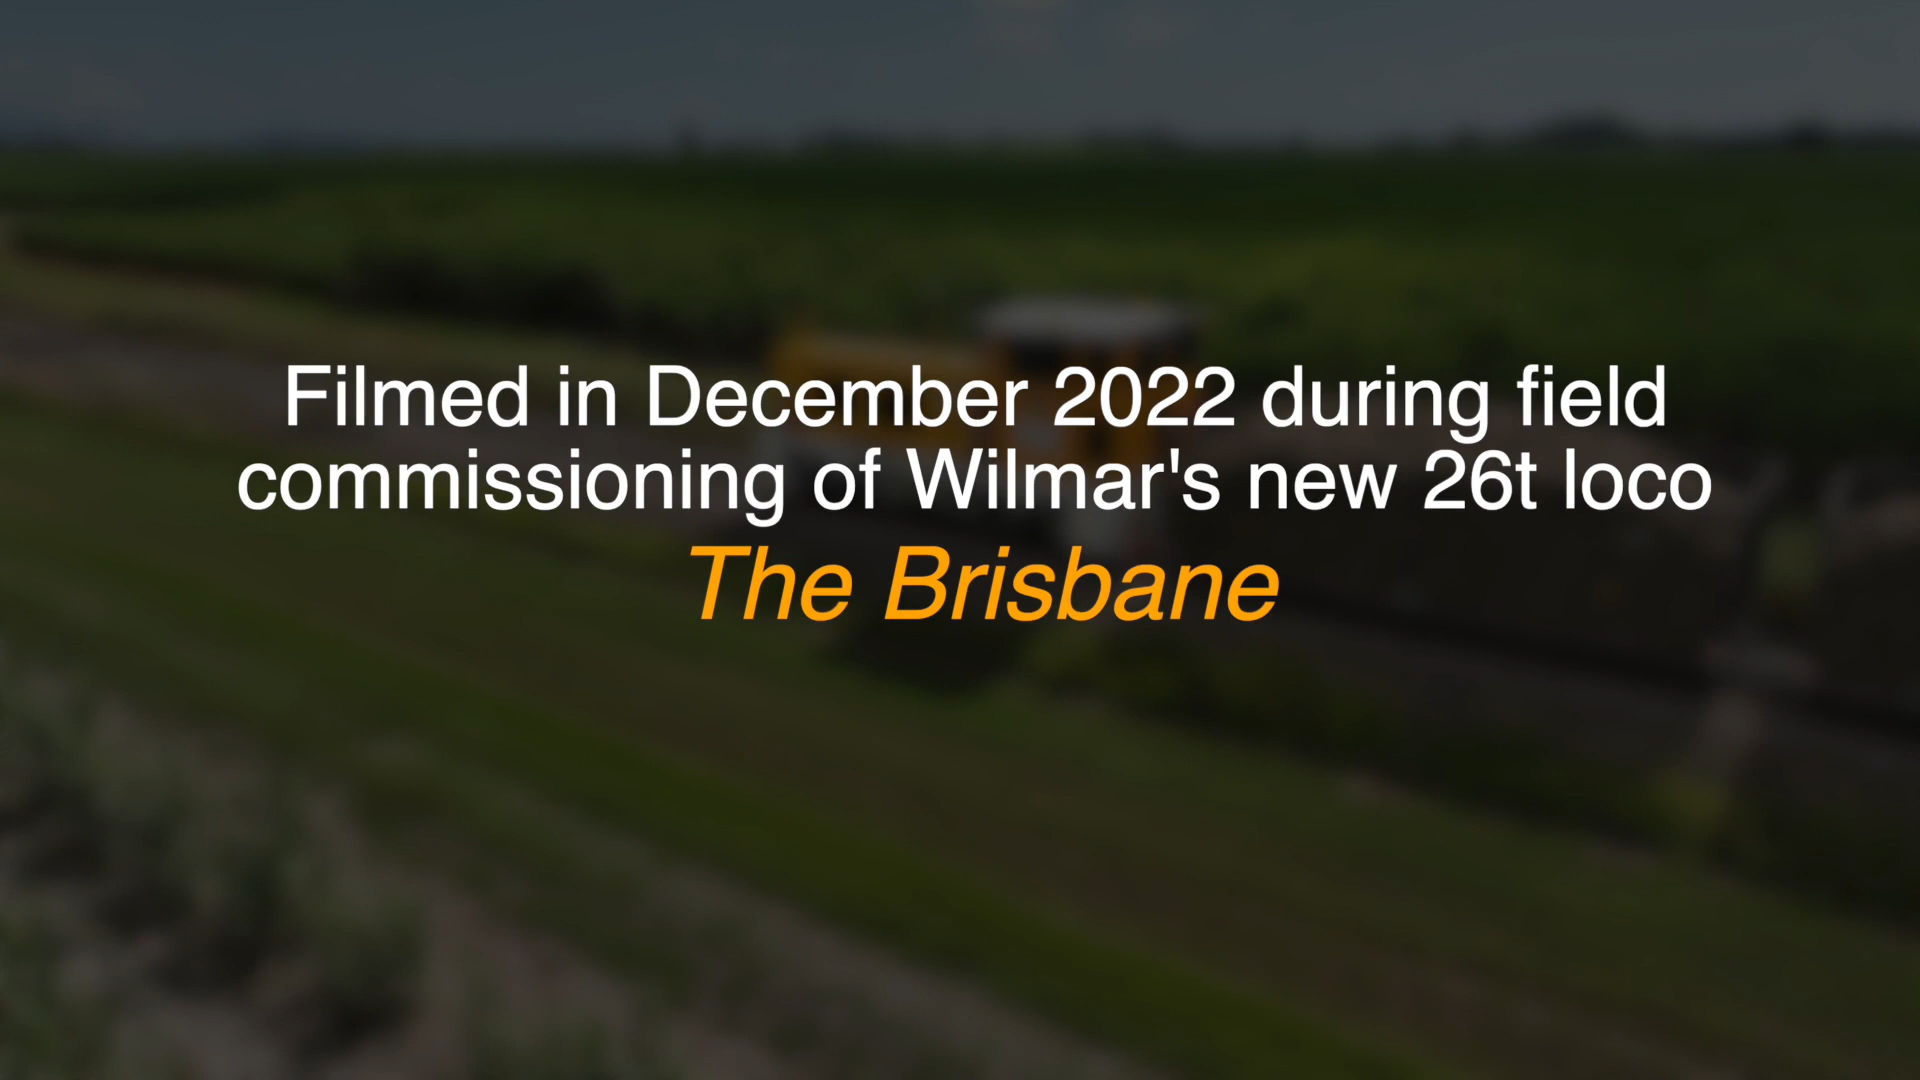 Filmed in December 2022 during field
commissioning of Wilmar's new 26t loco
The Brisbane